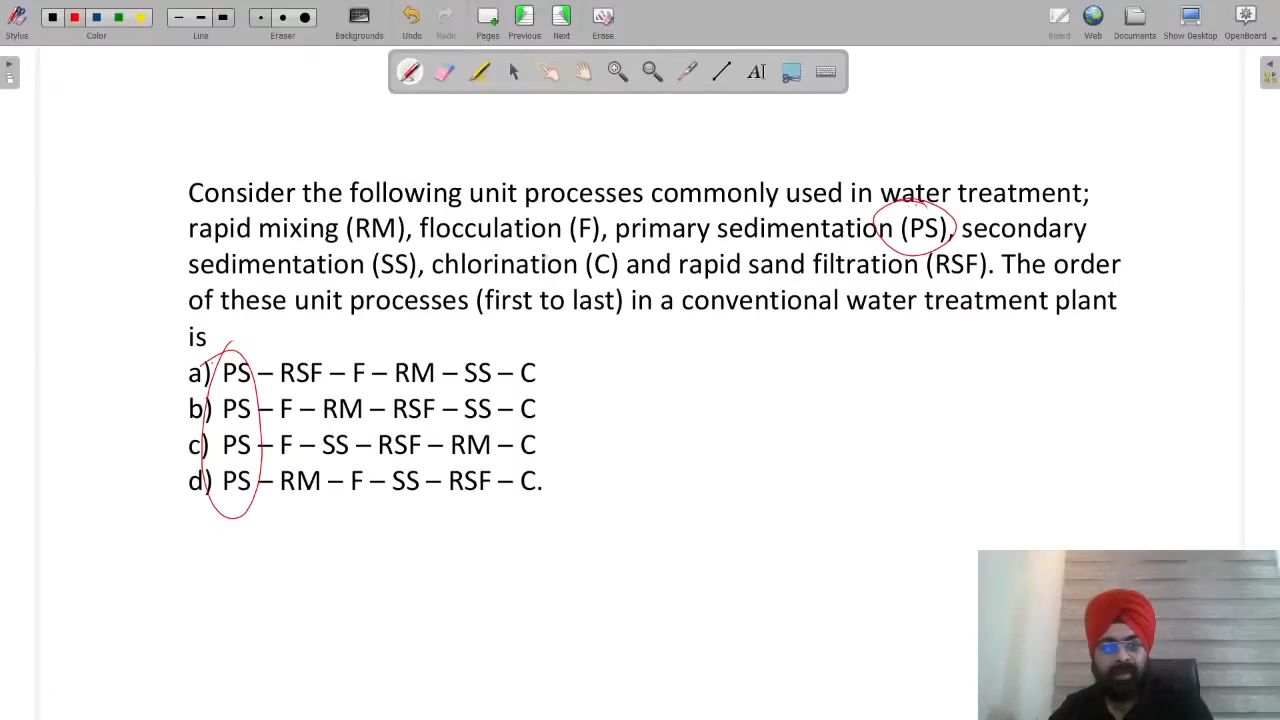 Stylus
Color
Line
Eraser
Backgrounds
Undo
Redo
Pages
Previous
Next
Erase
Board
Web
Documents
Show Desktop
OpenBoard
Consider the following unit processes commonly used in water treatment;
rapid mixing (RM), flocculation (F), primary sedimentation (PS), secondary
sedimentation (SS), chlorination (C) and rapid sand filtration (RSF). The order
of these unit processes (first to last) in a conventional water treatment plant
is
a) PS – RSF – F – RM – SS – C
b) PS – F – RM – RSF – SS – C
c) PS – F – SS – RSF – RM – C
d) PS – RM – F – SS – RSF – C.